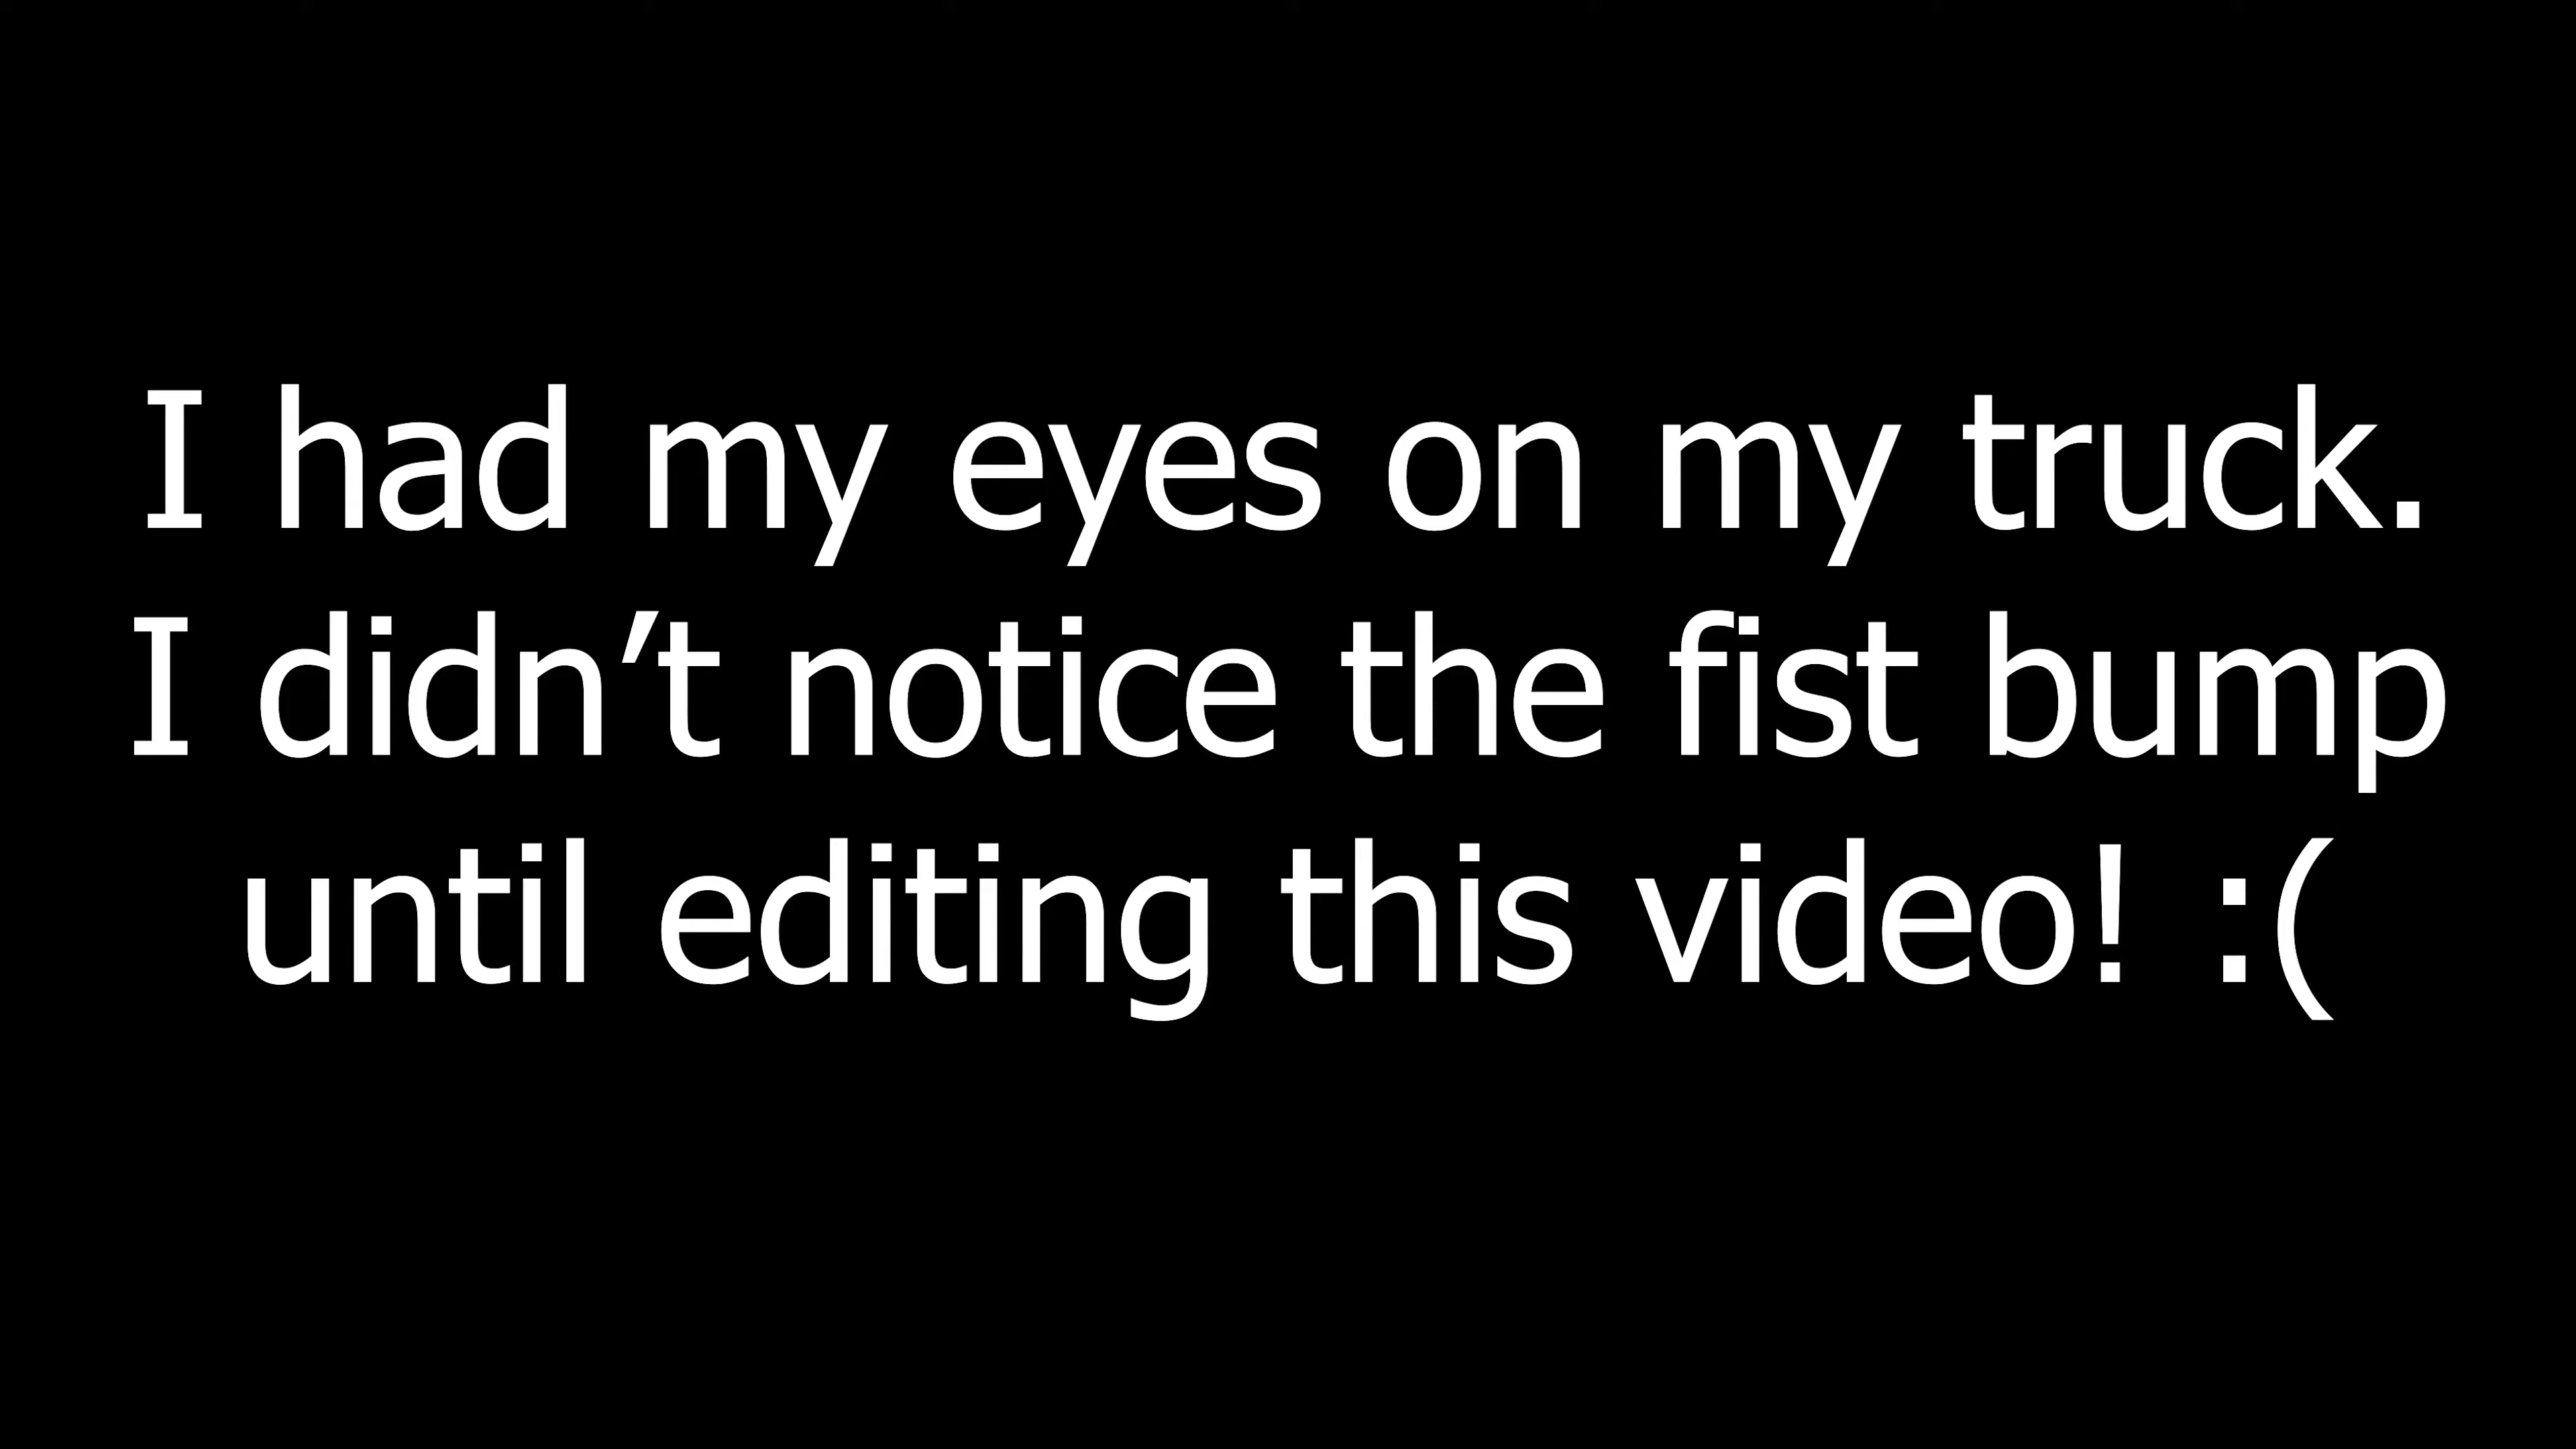 I had my eyes on my truck.
I didn’t notice the fist bump
until editing this video! :(